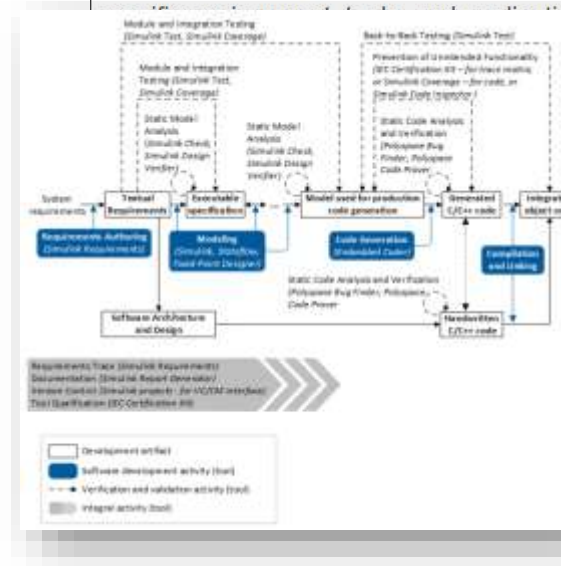 Module and Integration Testing
(Simulink Test, Simulink Coverage)
Back-to-Back Testing (Simulink Test)
Module and Integration
Testing (Simulink Test,
Simulink Coverage)
Prevention of Unintended Functionality
(IEC Certification Kit – for trace matrix,
or Simulink Coverage – for code, or
Simulink Code Inspector)
Static Model
Analysis
(Simulink Check,
Simulink Design
Verifier)
Static Model
Analysis
(Simulink Check,
Simulink Design
Verifier)
Static Code Analysis
and Verification
(Polyspace Bug
Finder, Polyspace
Code Prover
System
requirements
Textual
Requirements
Executable
specification
...
Model used for production
code generation
Generated
C/C++ code
Requirements Authoring
(Simulink Requirements)
Modeling
(Simulink, Stateflow,
Fixed-Point Designer)
Code Generation
(Embedded Coder)
Compilation
and Linking
Static Code Analysis and Verification
(Polyspace Bug Finder, Polyspace
Code Prover
Software Architecture
and Design
Handwritten
C/C++ code
Requirements Trace (Simulink Requirements)
Documentation (Simulink Report Generator)
Version Control (Simulink projects - for interface)
Tool Qualification (IEC Certification Kit)
Development artifact
Software development activity (tool)
Verification and validation activity (tool)
Integral activity (tool)